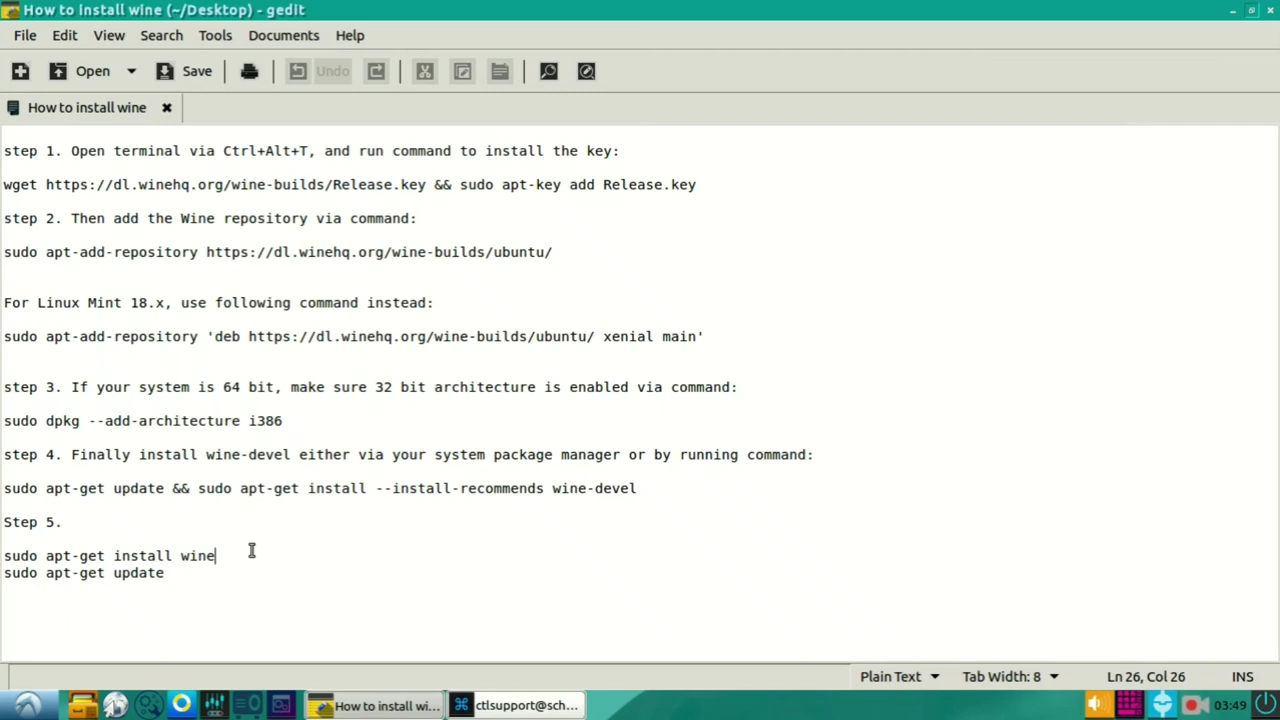 How to install wine (~/Desktop) - gedit
File Edit View Search Tools Documents Help
Open Save Undo
How to install wine
step 1. Open terminal via Ctrl+Alt+T, and run command to install the key:
wget https://dl.winehq.org/wine-builds/Release.key && sudo apt-key add Release.key
step 2. Then add the Wine repository via command:
sudo apt-add-repository https://dl.winehq.org/wine-builds/ubuntu/
For Linux Mint 18.x, use following command instead:
sudo apt-add-repository 'deb https://dl.winehq.org/wine-builds/ubuntu/ xenial main'
step 3. If your system is 64 bit, make sure 32 bit architecture is enabled via command:
sudo dpkg --add-architecture i386
step 4. Finally install wine-devel either via your system package manager or by running command:
sudo apt-get update && sudo apt-get install --install-recommends wine-devel
Step 5.
sudo apt-get install wine
sudo apt-get update
Plain Text Tab Width: 8 Ln 26, Col 26 INS
How to install wi... ctlsupport@sch... 03:49